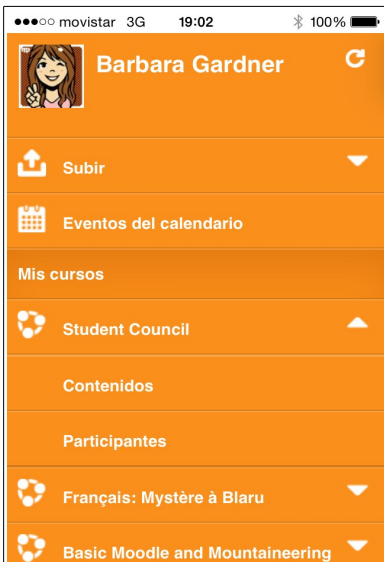 movistar 3G 19:02 100%
Barbara Gardner
Subir
Eventos del calendario
Mis cursos
Student Council
Contenidos
Participantes
Français: Mystère à Blaru
Basic Moodle and Mountaineering